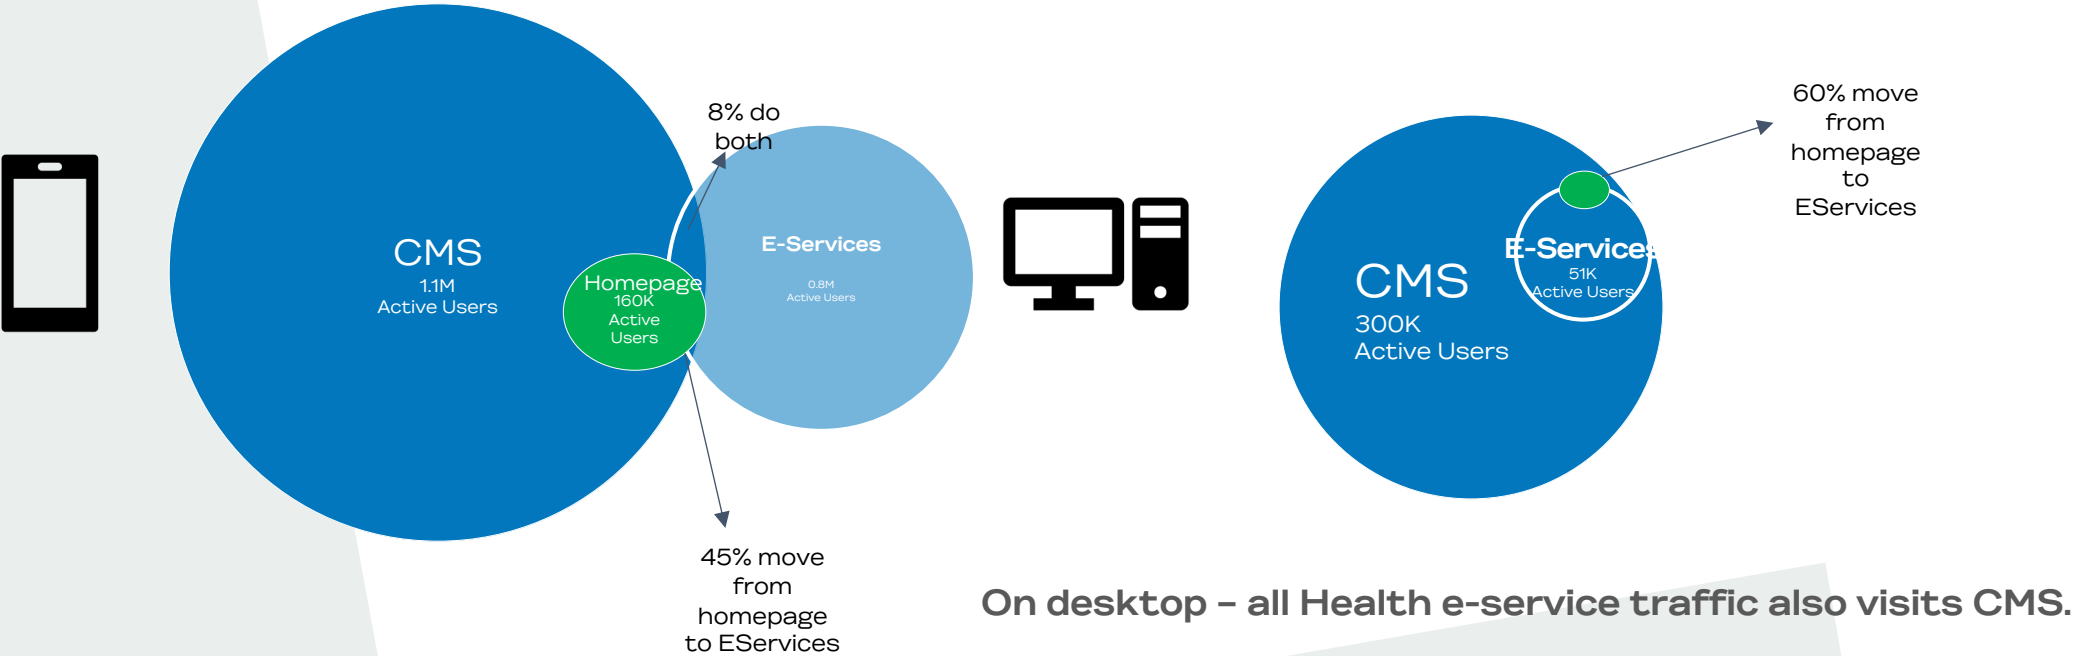 8% do
both
CMS
1.1M
Active Users
E-Services
0.8M
Active Users
Homepage
160K
Active
Users
45% move
from
homepage
to EServices
60% move
from
homepage
to
EServices
E-Services
51K
Active Users
CMS
300K
Active Users
On desktop – all Health e-service traffic also visits CMS.